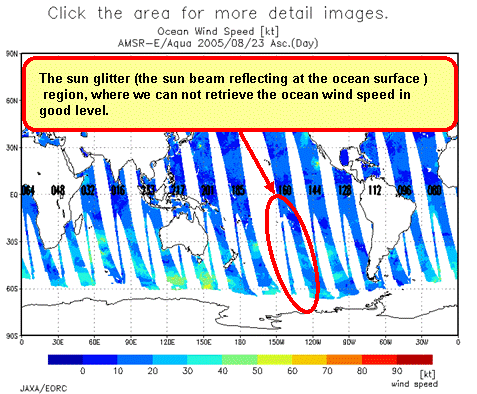 Click the area for more detail images.
Ocean Wind Speed [kt]
AMSR-E/Aqua 2005/08/23 Asc.(Day)
90N
The sun glitter (the sun beam reflecting at the ocean surface )
region, where we can not retrieve the ocean wind speed in
good level.
60N
30N
064 048 032 016 217 201 185 160 144 128 112 096 080
EQ
30S
60S
90S
0 30E 60E 90E 120E 150E 180 150W 120W 90W 60W 30W 0
0 10 20 30 40 50 60 70 80 90 [kt]
wind speed
JAXA/EORC